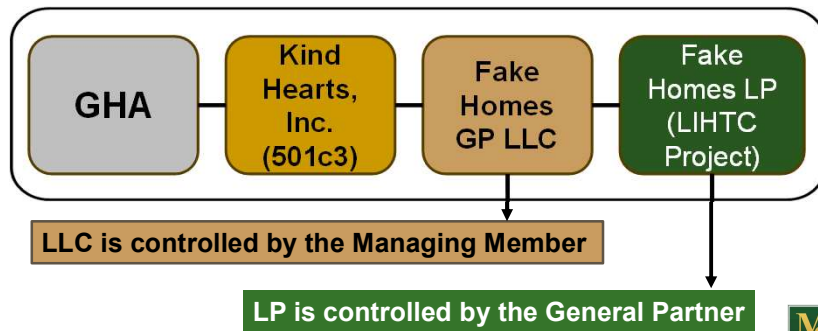 GHA
Kind
Hearts,
Inc.
(501c3)
Fake
Homes
GP LLC
Fake
Homes LP
(LIHTC
Project)
LLC is controlled by the Managing Member
LP is controlled by the General Partner
M